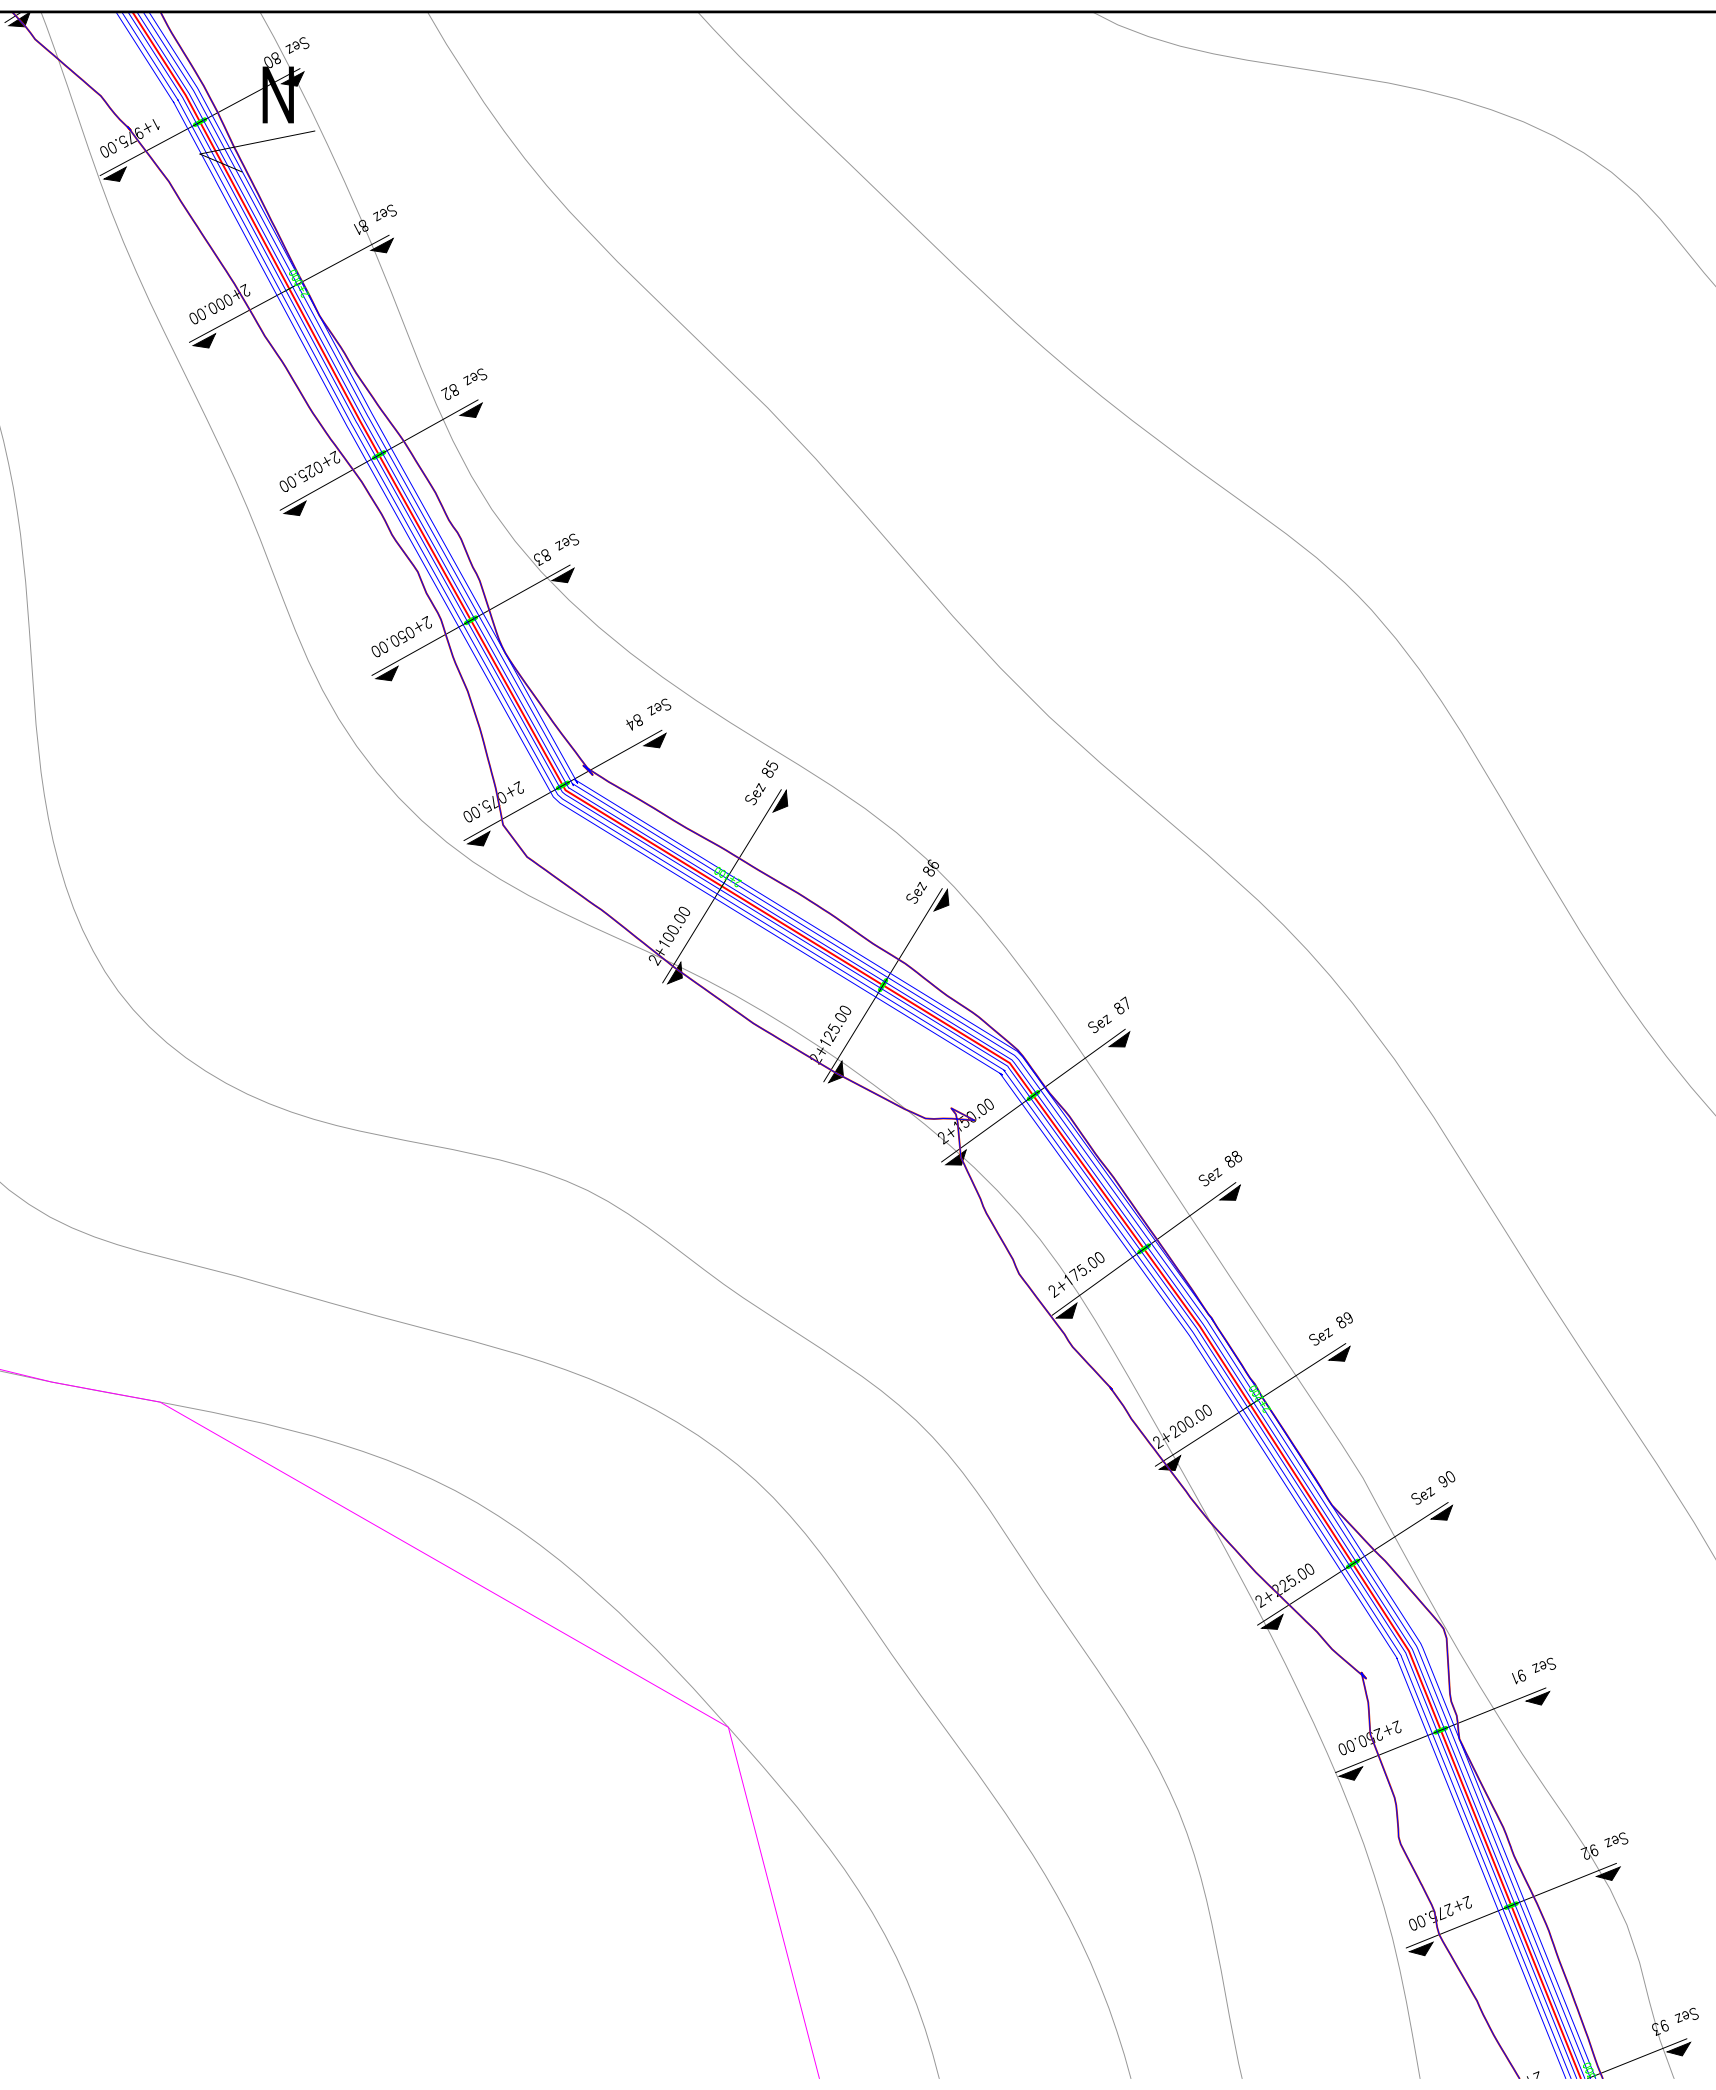 Sez 80
N
1+975.00
Sez 81
2+000.00
Sez 82
2+025.00
Sez 83
2+050.00
Sez 84
2+075.00
Sez 85
2+100.00
Sez 86
2+125.00
Sez 87
2+150.00
Sez 88
2+175.00
Sez 89
2+200.00
Sez 90
2+225.00
Sez 91
2+250.00
Sez 92
2+275.00
Sez 93